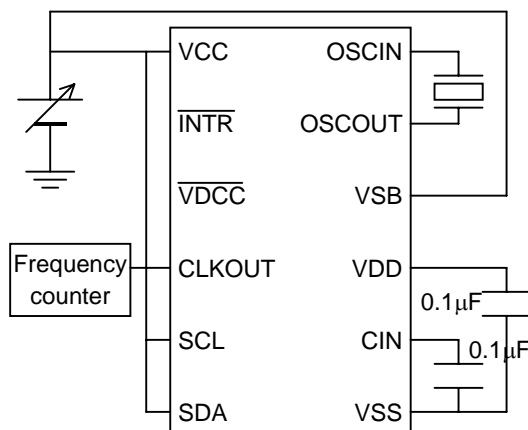 VCC OSCIN
INTR OSCOUT
VDCC VSB
Frequency
counter
CLKOUT VDD
0.1μF
SCL CIN
0.1μF
SDA VSS